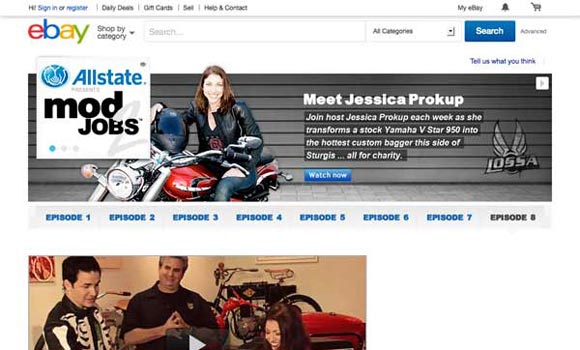 Hi! Sign in or register | Daily Deals | Gift Cards | Sell | My eBay
ebay Shop by category Search... All Categories Search Advanced
Tell us what you think
Allstate®
PRESENTS
mod
JOBS
Meet Jessica Prokup
Join host Jessica Prokup each week as she
transforms a stock Yamaha V Star 950 into
the hottest custom bagger this side of
Sturgis ... all for charity.
Watch now
LOSSA
EPISODE 1 EPISODE 2 EPISODE 3 EPISODE 4 EPISODE 5 EPISODE 6 EPISODE 7 EPISODE 8